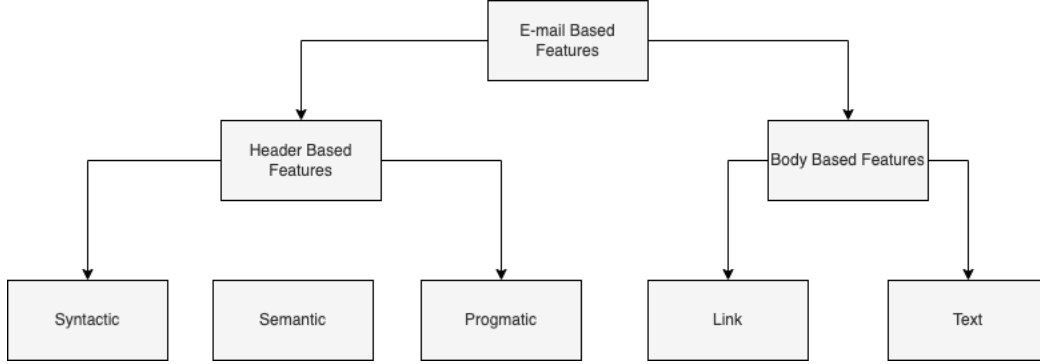 E-mail Based
Features
Header Based
Features
Body Based Features
Syntactic
Semantic
Progmatic
Link
Text